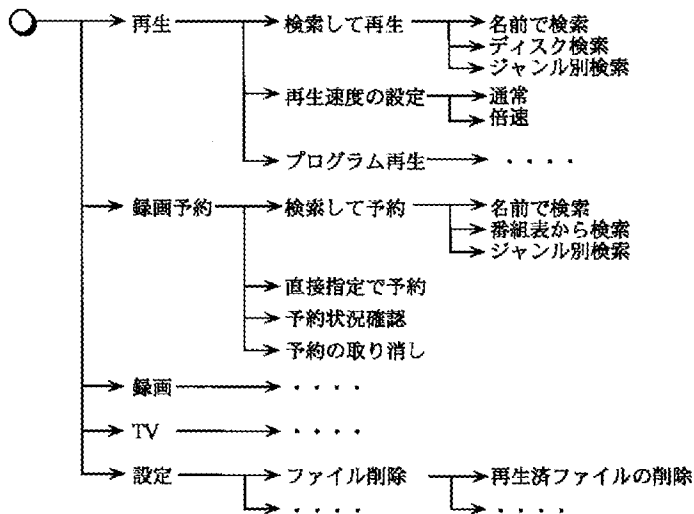 再生 検索して再生 名前で検索
ディスク検索
ジャンル別検索
再生速度の設定 通常
倍速
プログラム再生 ・・・・
録画予約 検索して予約 名前で検索
番組表から検索
ジャンル別検索
直接指定で予約
予約状況確認
予約の取り消し
録画 ・・・・
TV ・・・・
設定 ファイル削除 再生済ファイルの削除
・・・・ ・・・・